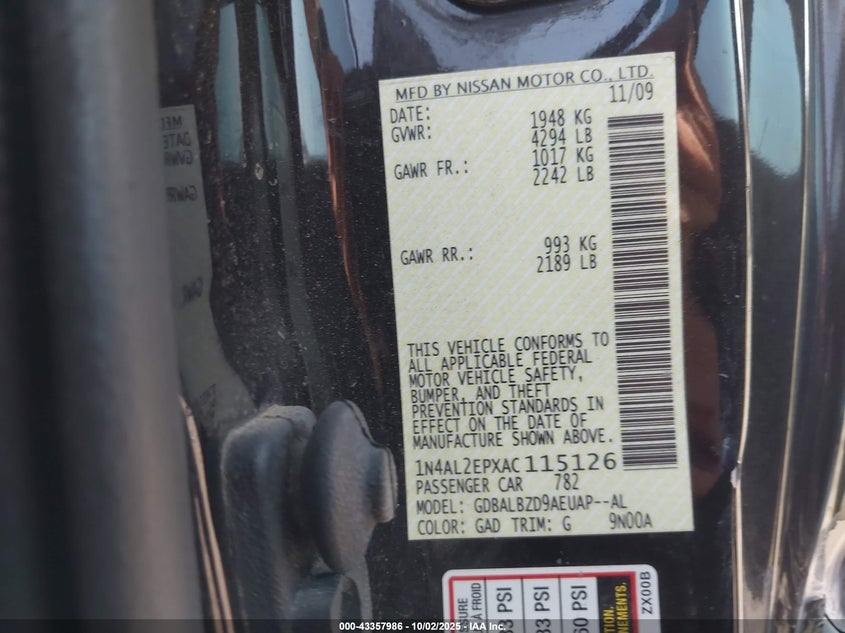 MFD BY NISSAN MOTOR CO., LTD.
DATE: 11/09
GVWR: 1948 KG
4294 LB
GAWR FR.: 1017 KG
2242 LB
GAWR RR.: 993 KG
2189 LB
THIS VEHICLE CONFORMS TO
ALL APPLICABLE FEDERAL
MOTOR VEHICLE SAFETY,
BUMPER, AND THEFT
PREVENTION STANDARDS IN
EFFECT ON THE DATE OF
MANUFACTURE SHOWN ABOVE.
1N4AL2EPXAC115126
PASSENGER CAR 782
MODEL: GDBALBZD9AEUAP--AL
COLOR: GAD TRIM: G 9N00A
FROID
PSI
PSI
60 PSI
2X00B
000-43357986 - 10/02/2025 - IAA Inc.